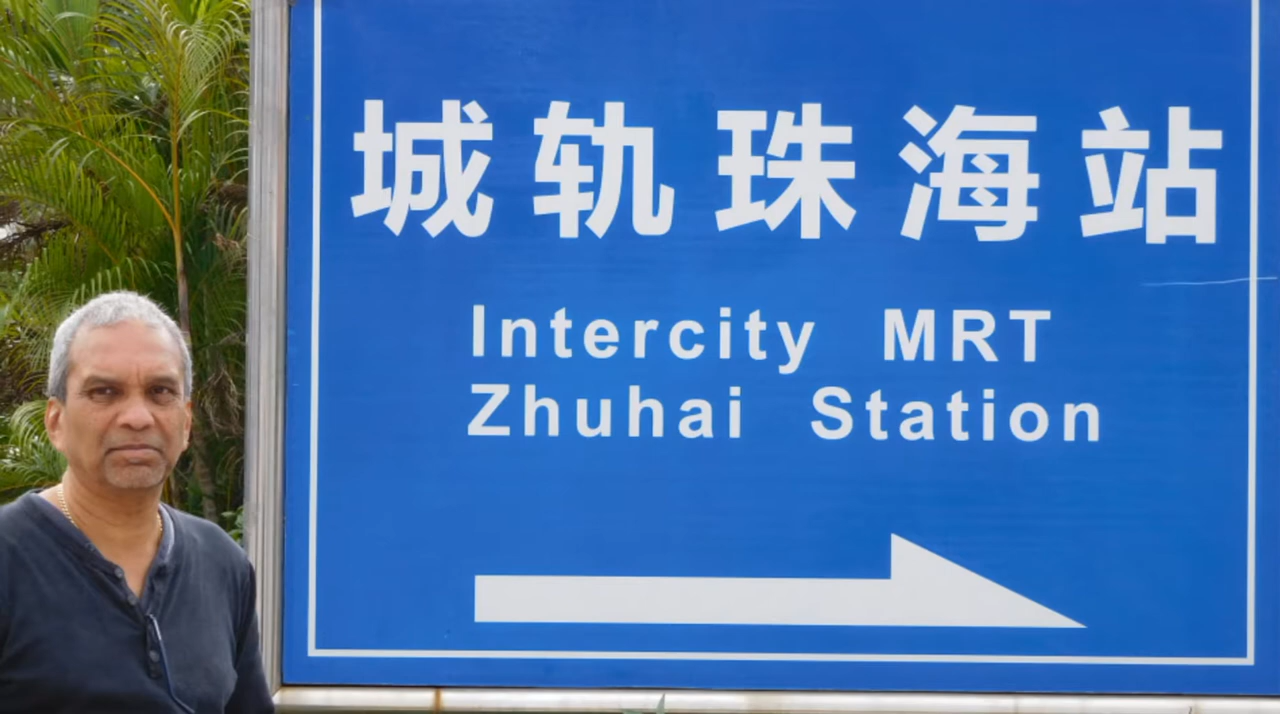 城轨珠海站
Intercity MRT
Zhuhai Station